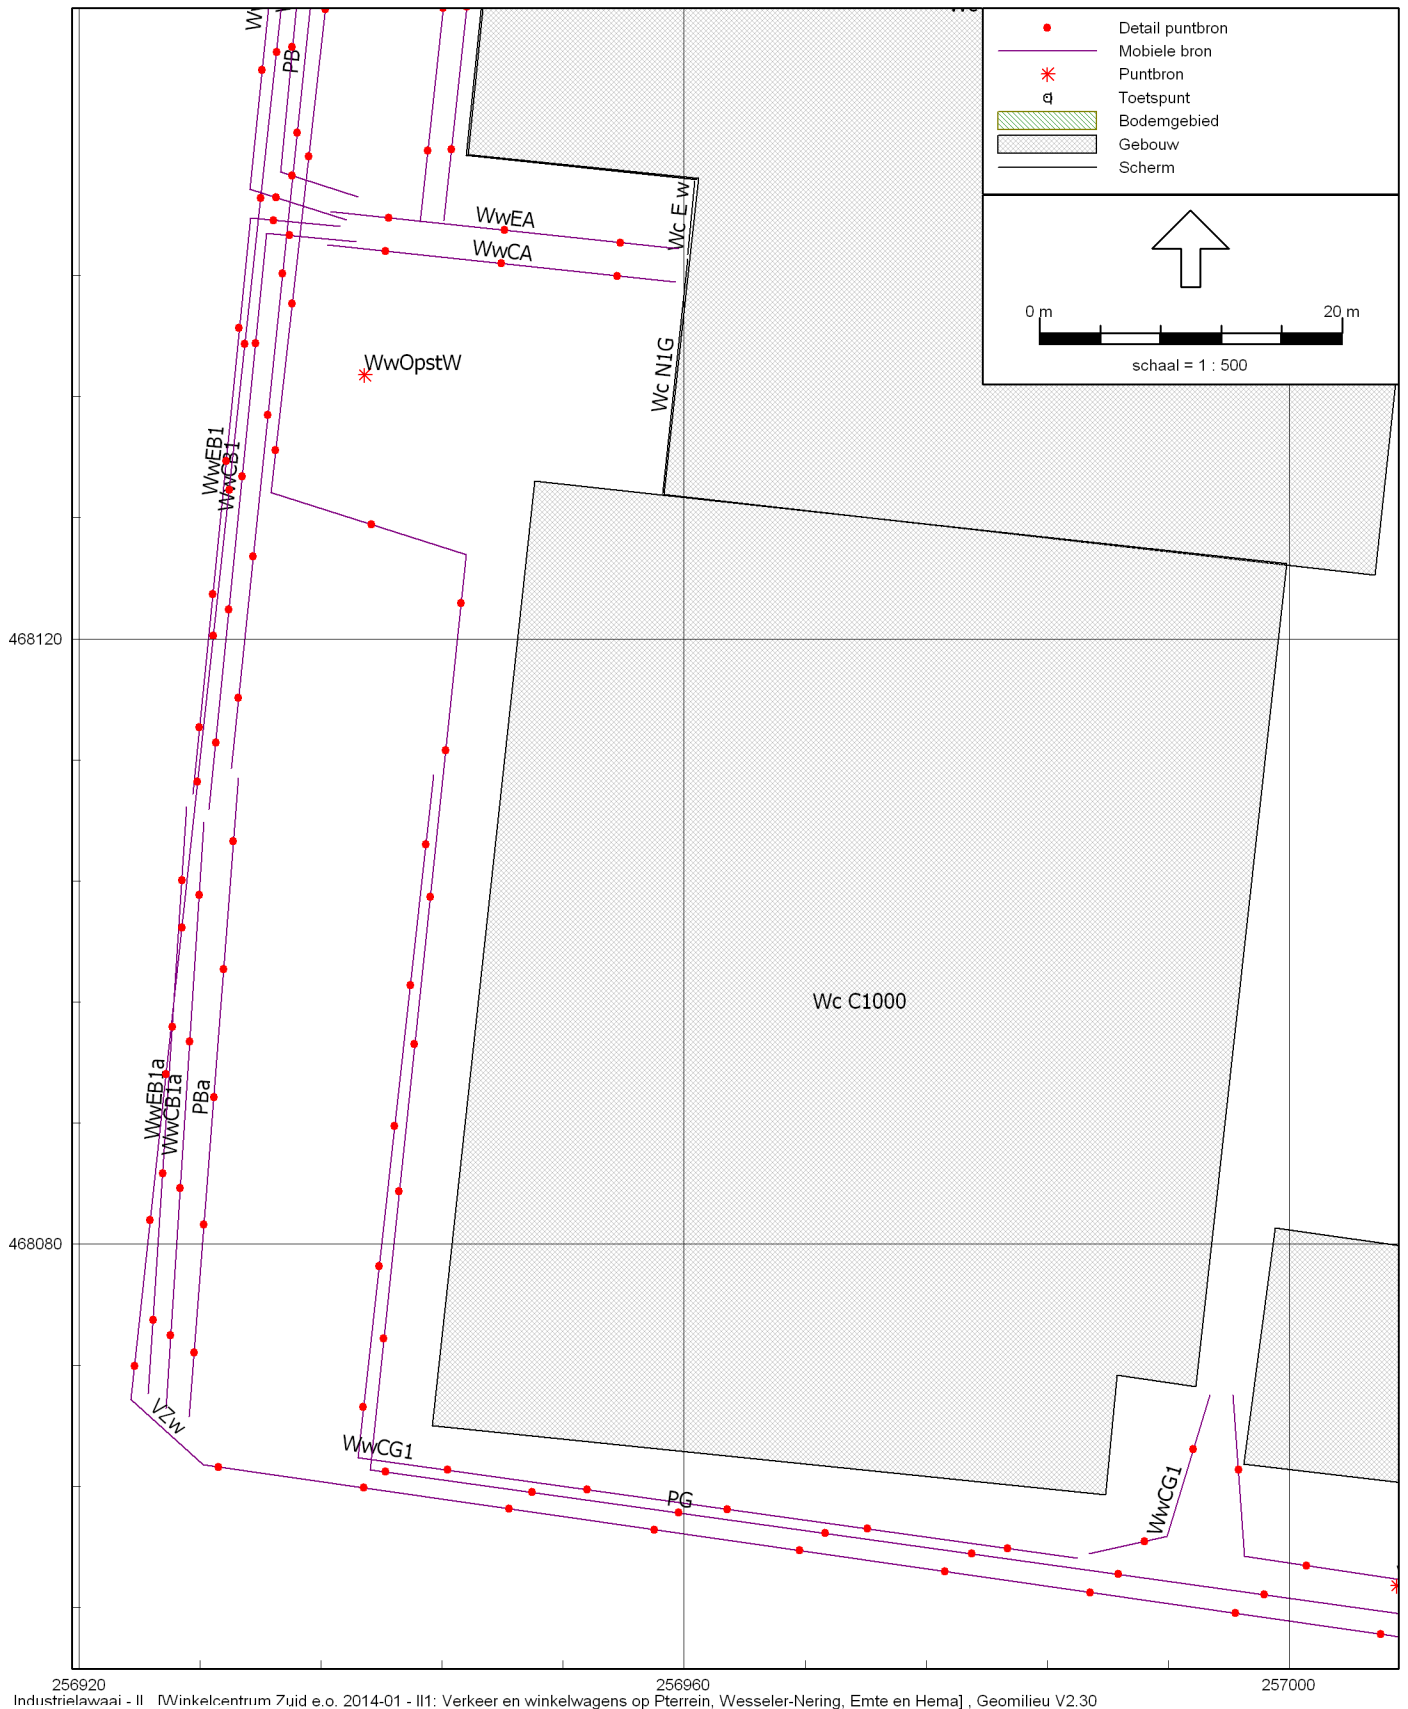 Detail puntbron
Mobiele bron
Puntbron
Toetspunt
Bodemgebied
Gebouw
Scherm
0 m
20 m
schaal = 1 : 500
PB
WwEA
WwCA
Wc E w
Wc N1G
WwOpstW
WwEB1
WwCB1
468120
Wc C1000
WwEB1a
WwCB1a
PBa
468080
VZw
WwCG1
PG
WwCG1
256920
256960
257000
Industrielawaai - IL, [Winkelcentrum Zuid e.o. 2014-01 - II1: Verkeer en winkelwagens op Pterrein, Wesseler-Nering, Emte en Hema] , Geomilieu V2.30